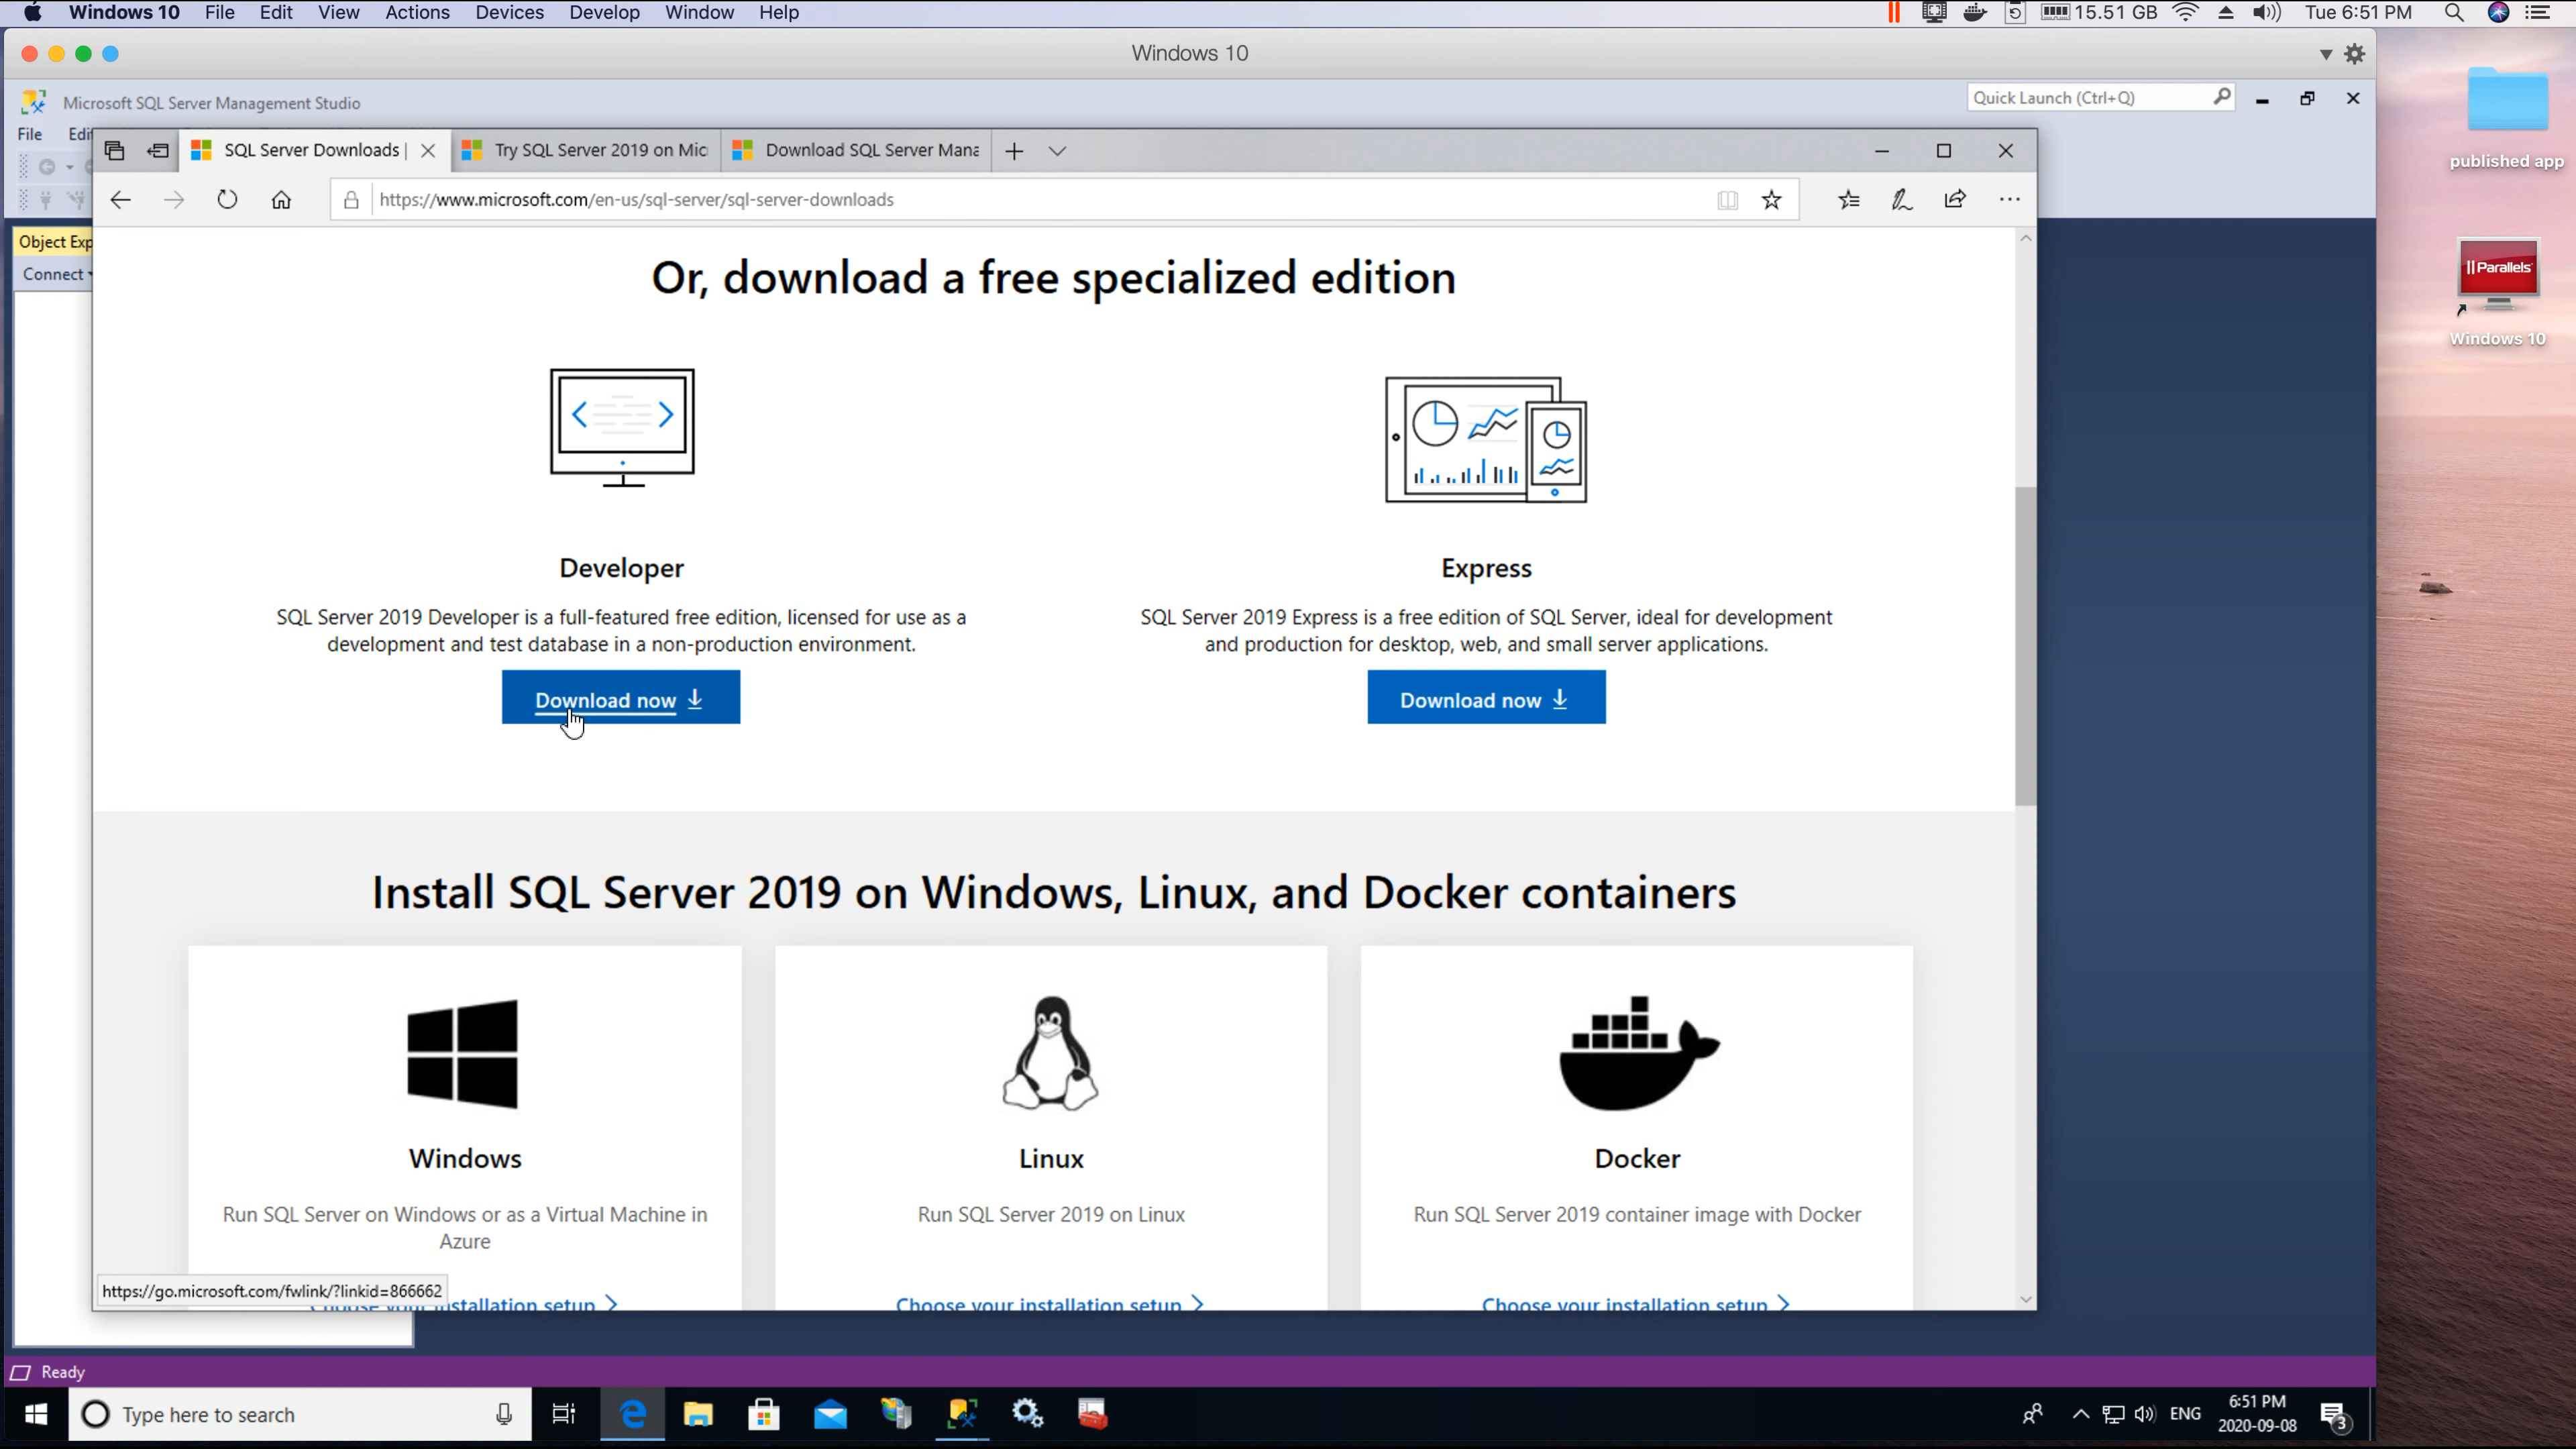 Windows 10 File Edit View Actions Devices Develop Window Help 15.51 GB Tue 6:51 PM
Windows 10
Microsoft SQL Server Management Studio Quick Launch (Ctrl+Q)
File Edi
SQL Server Downloads | Try SQL Server 2019 on Mic Download SQL Server Mana
https://www.microsoft.com/en-us/sql-server/sql-server-downloads
Object Exp
Connect
Or, download a free specialized edition
Developer
SQL Server 2019 Developer is a full-featured free edition, licensed for use as a
development and test database in a non-production environment.
Download now
Express
SQL Server 2019 Express is a free edition of SQL Server, ideal for development
and production for desktop, web, and small server applications.
Download now
Install SQL Server 2019 on Windows, Linux, and Docker containers
Windows
Run SQL Server on Windows or as a Virtual Machine in
Azure
Choose your installation setup
Linux
Run SQL Server 2019 on Linux
Choose your installation setup
Docker
Run SQL Server 2019 container image with Docker
Choose your installation setup
https://go.microsoft.com/fwlink/?linkid=866662
Ready
Type here to search
ENG
6:51 PM
2020-09-08
3
published app
Parallels
Windows 10